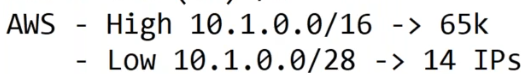 AWS - High 10.1.0.0/16 -> 65k
- Low 10.1.0.0/28 -> 14 IPs